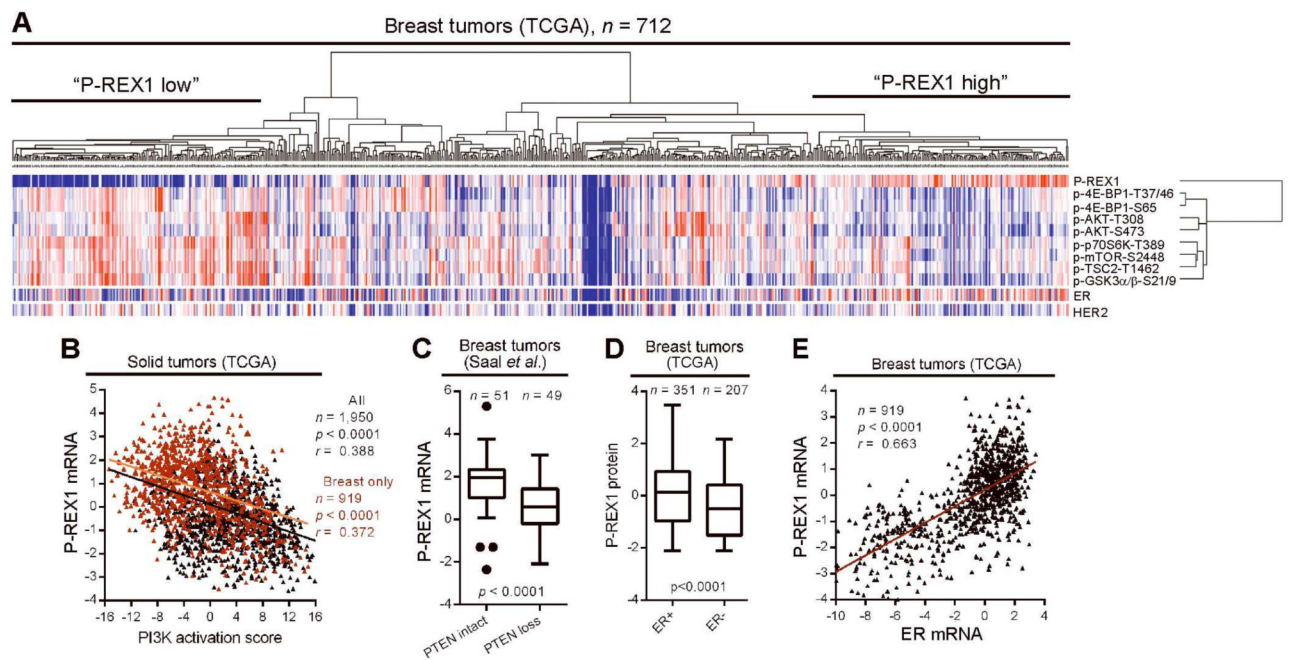 A
Breast tumors (TCGA), n = 712
“P-REX1 low”
“P-REX1 high”
P-REX1
p-4E-BP1-T37/46
p-4E-BP1-S65
p-AKT-T308
p-AKT-S473
p-p70S6K-T389
p-mTOR-S2448
p-TSC2-T1462
p-GSK3α/β-S21/9
ER
HER2
B
Solid tumors (TCGA)
P-REX1 mRNA
5
4
3
2
1
0
-1
-2
-3
-4
All
n = 1,950
p < 0.0001
r = 0.388
Breast only
n = 919
p < 0.0001
r = 0.372
-16 -12 -8 -4 0 4 8 12 16
PI3K activation score
C
Breast tumors
(Saal et al.)
P-REX1 mRNA
6
4
2
0
-2
-4
n = 51 n = 49
p < 0.0001
PTEN intact
PTEN loss
D
Breast tumors
(TCGA)
P-REX1 protein
4
2
0
-2
-4
n = 351 n = 207
p<0.0001
ER+
ER-
E
Breast tumors (TCGA)
P-REX1 mRNA
4
3
2
1
0
-1
-2
-3
-4
n = 919
p < 0.0001
r = 0.663
-10 -8 -6 -4 -2 0 2 4
ER mRNA